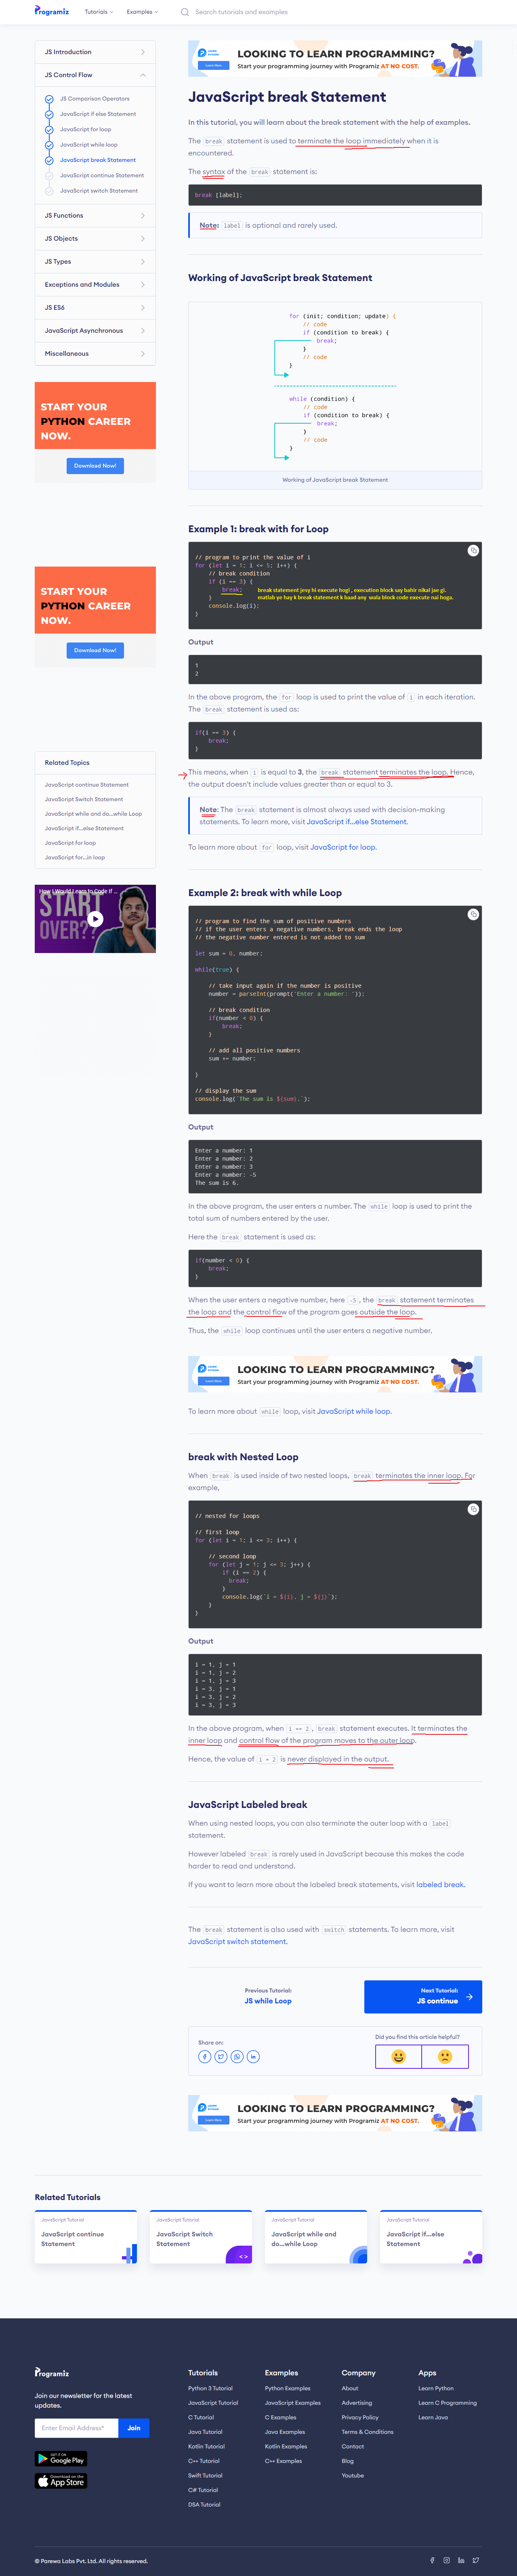 Programiz
Tutorials
Examples
Search tutorials and examples
JS Introduction
JS Control Flow
JS Comparison Operators
JavaScript if else Statement
JavaScript for loop
JavaScript while loop
JavaScript break Statement
JavaScript continue Statement
JavaScript switch Statement
JS Functions
JS Objects
JS Types
Exceptions and Modules
JS ES6
JavaScript Asynchronous
Miscellaneous
START YOUR
PYTHON CAREER
NOW.
Download Now!
START YOUR
PYTHON CAREER
NOW.
Download Now!
Related Topics
JavaScript continue Statement
JavaScript Switch Statement
JavaScript while and do...while Loop
JavaScript if...else Statement
JavaScript for loop
JavaScript for...in loop
How I Would Learn to Code If ...
START
OVER??
LOOKING TO LEARN PROGRAMMING?
Start your programming journey with Programiz AT NO COST.
JavaScript break Statement
In this tutorial, you will learn about the break statement with the help of examples.
The break statement is used to terminate the loop immediately when it is
encountered.
The syntax of the break statement is:
break [label];
Note: label is optional and rarely used.
Working of JavaScript break Statement
for (init; condition; update) {
// code
if (condition to break) {
break;
}
// code
}
while (condition) {
// code
if (condition to break) {
break;
}
// code
}
Working of JavaScript break Statement
Example 1: break with for Loop
// program to print the value of i
for (let i = 1; i <= 5; i++) {
// break condition
if (i == 3) {
break;
}
console.log(i);
}
break statement jesy hi execute hogi , execution block say bahir nikal jae gi.
matlab ye hay k break statement k baad any wala block code execute nai hoga.
Output
1
2
In the above program, the for loop is used to print the value of i in each iteration.
The break statement is used as:
if(i == 3) {
break;
}
This means, when i is equal to 3, the break statement terminates the loop. Hence,
the output doesn't include values greater than or equal to 3.
Note: The break statement is almost always used with decision-making
statements. To learn more, visit JavaScript if...else Statement.
To learn more about for loop, visit JavaScript for loop.
Example 2: break with while Loop
// program to find the sum of positive numbers
// if the user enters a negative numbers, break ends the loop
// the negative number entered is not added to sum
let sum = 0, number;
while(true) {
// take input again if the number is positive
number = parseInt(prompt('Enter a number: '));
// break condition
if(number < 0) {
break;
}
// add all positive numbers
sum += number;
}
// display the sum
console.log(`The sum is ${sum}.`);
Output
Enter a number: 1
Enter a number: 2
Enter a number: 3
Enter a number: -5
The sum is 6.
In the above program, the user enters a number. The while loop is used to print the
total sum of numbers entered by the user.
Here the break statement is used as:
if(number < 0) {
break;
}
When the user enters a negative number, here -5 , the break statement terminates
the loop and the control flow of the program goes outside the loop.
Thus, the while loop continues until the user enters a negative number.
LOOKING TO LEARN PROGRAMMING?
Start your programming journey with Programiz AT NO COST.
To learn more about while loop, visit JavaScript while loop.
break with Nested Loop
When break is used inside of two nested loops, break terminates the inner loop. For
example,
// nested for loops
// first loop
for (let i = 1; i <= 3; i++) {
// second loop
for (let j = 1; j <= 3; j++) {
if (i == 2) {
break;
}
console.log(`i = ${i}, j = ${j}`);
}
}
Output
i = 1, j = 1
i = 1, j = 2
i = 1, j = 3
i = 3, j = 1
i = 3, j = 2
i = 3, j = 3
In the above program, when i == 2 , break statement executes. It terminates the
inner loop and control flow of the program moves to the outer loop.
Hence, the value of i = 2 is never displayed in the output.
JavaScript Labeled break
When using nested loops, you can also terminate the outer loop with a label
statement.
However labeled break is rarely used in JavaScript because this makes the code
harder to read and understand.
If you want to learn more about the labeled break statements, visit labeled break.
The break statement is also used with switch statements. To learn more, visit
JavaScript switch statement.
Previous Tutorial:
JS while Loop
Next Tutorial:
JS continue
Share on:
Did you find this article helpful?
LOOKING TO LEARN PROGRAMMING?
Start your programming journey with Programiz AT NO COST.
Related Tutorials
JavaScript Tutorial
JavaScript continue
Statement
JavaScript Tutorial
JavaScript Switch
Statement
JavaScript Tutorial
JavaScript while and
do...while Loop
JavaScript Tutorial
JavaScript if...else
Statement
Programiz
Join our newsletter for the latest
updates.
Enter Email Address*
Join
GET IT ON
Google Play
Download on the
App Store
Tutorials
Python 3 Tutorial
JavaScript Tutorial
C Tutorial
Java Tutorial
Kotlin Tutorial
C++ Tutorial
Swift Tutorial
C# Tutorial
DSA Tutorial
Examples
Python Examples
JavaScript Examples
C Examples
Java Examples
Kotlin Examples
C++ Examples
Company
About
Advertising
Privacy Policy
Terms & Conditions
Contact
Blog
Youtube
Apps
Learn Python
Learn C Programming
Learn Java
© Parewa Labs Pvt. Ltd. All rights reserved.